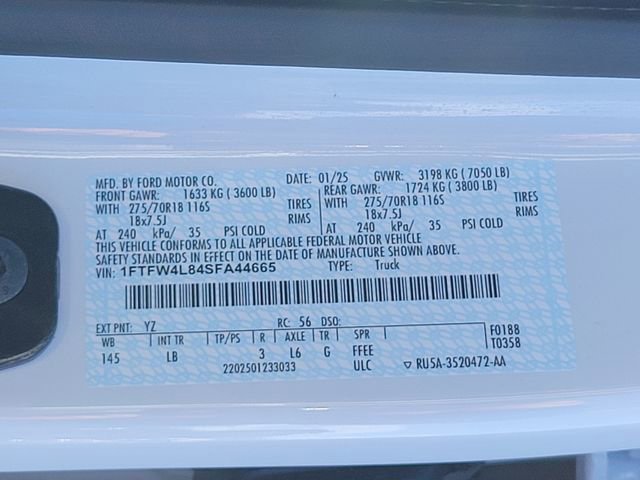 MFD. BY FORD MOTOR CO. DATE: 01/25 GVWR: 3198 KG ( 7050 LB)
FRONT GAWR: 1633 KG ( 3600 LB) REAR GAWR: 1724 KG ( 3800 LB)
WITH 275/70R18 116S TIRES WITH 275/70R18 116S TIRES
18x7.5J RIMS 18x7.5J RIMS
AT 240 kPa/ 35 PSI COLD AT 240 kPa/ 35 PSI COLD
THIS VEHICLE CONFORMS TO ALL APPLICABLE FEDERAL MOTOR VEHICLE
SAFETY STANDARDS IN EFFECT ON THE DATE OF MANUFACTURE SHOWN ABOVE.
VIN: 1FTFW4L84SFA44665 TYPE: Truck
EXT PNT: YZ RC: 56 DSO:
WB INT TR TP/PS R AXLE TR SPR F0188
145 LB 3 L6 G FFEE T0358
2202501233033 ULC ▽ RU5A-3520472-AA